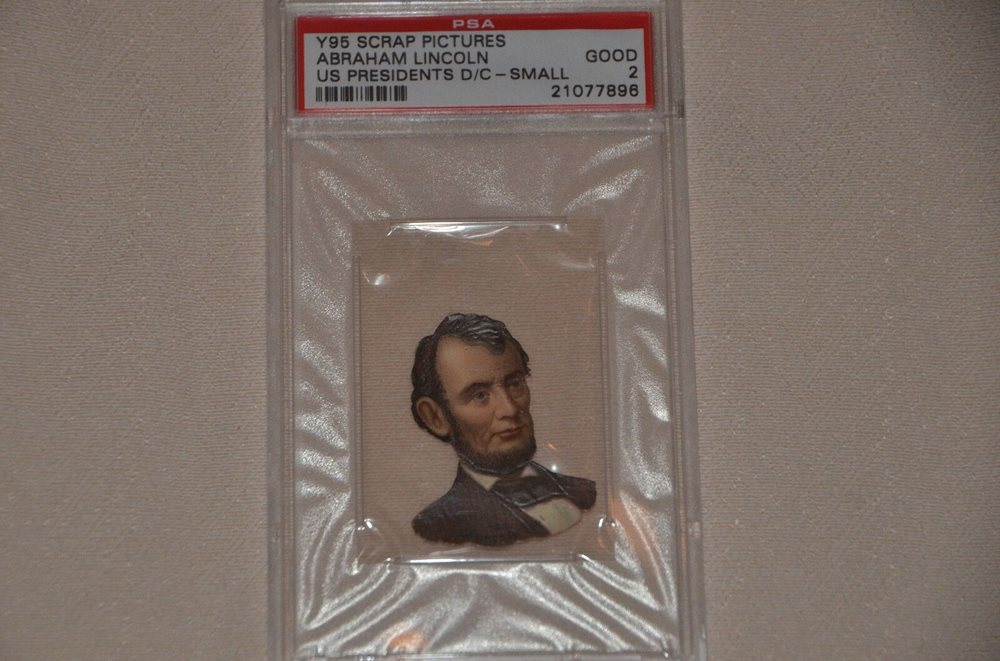 PSA
Y95 SCRAP PICTURES
ABRAHAM LINCOLN GOOD
US PRESIDENTS D/C-SMALL 2
21077896